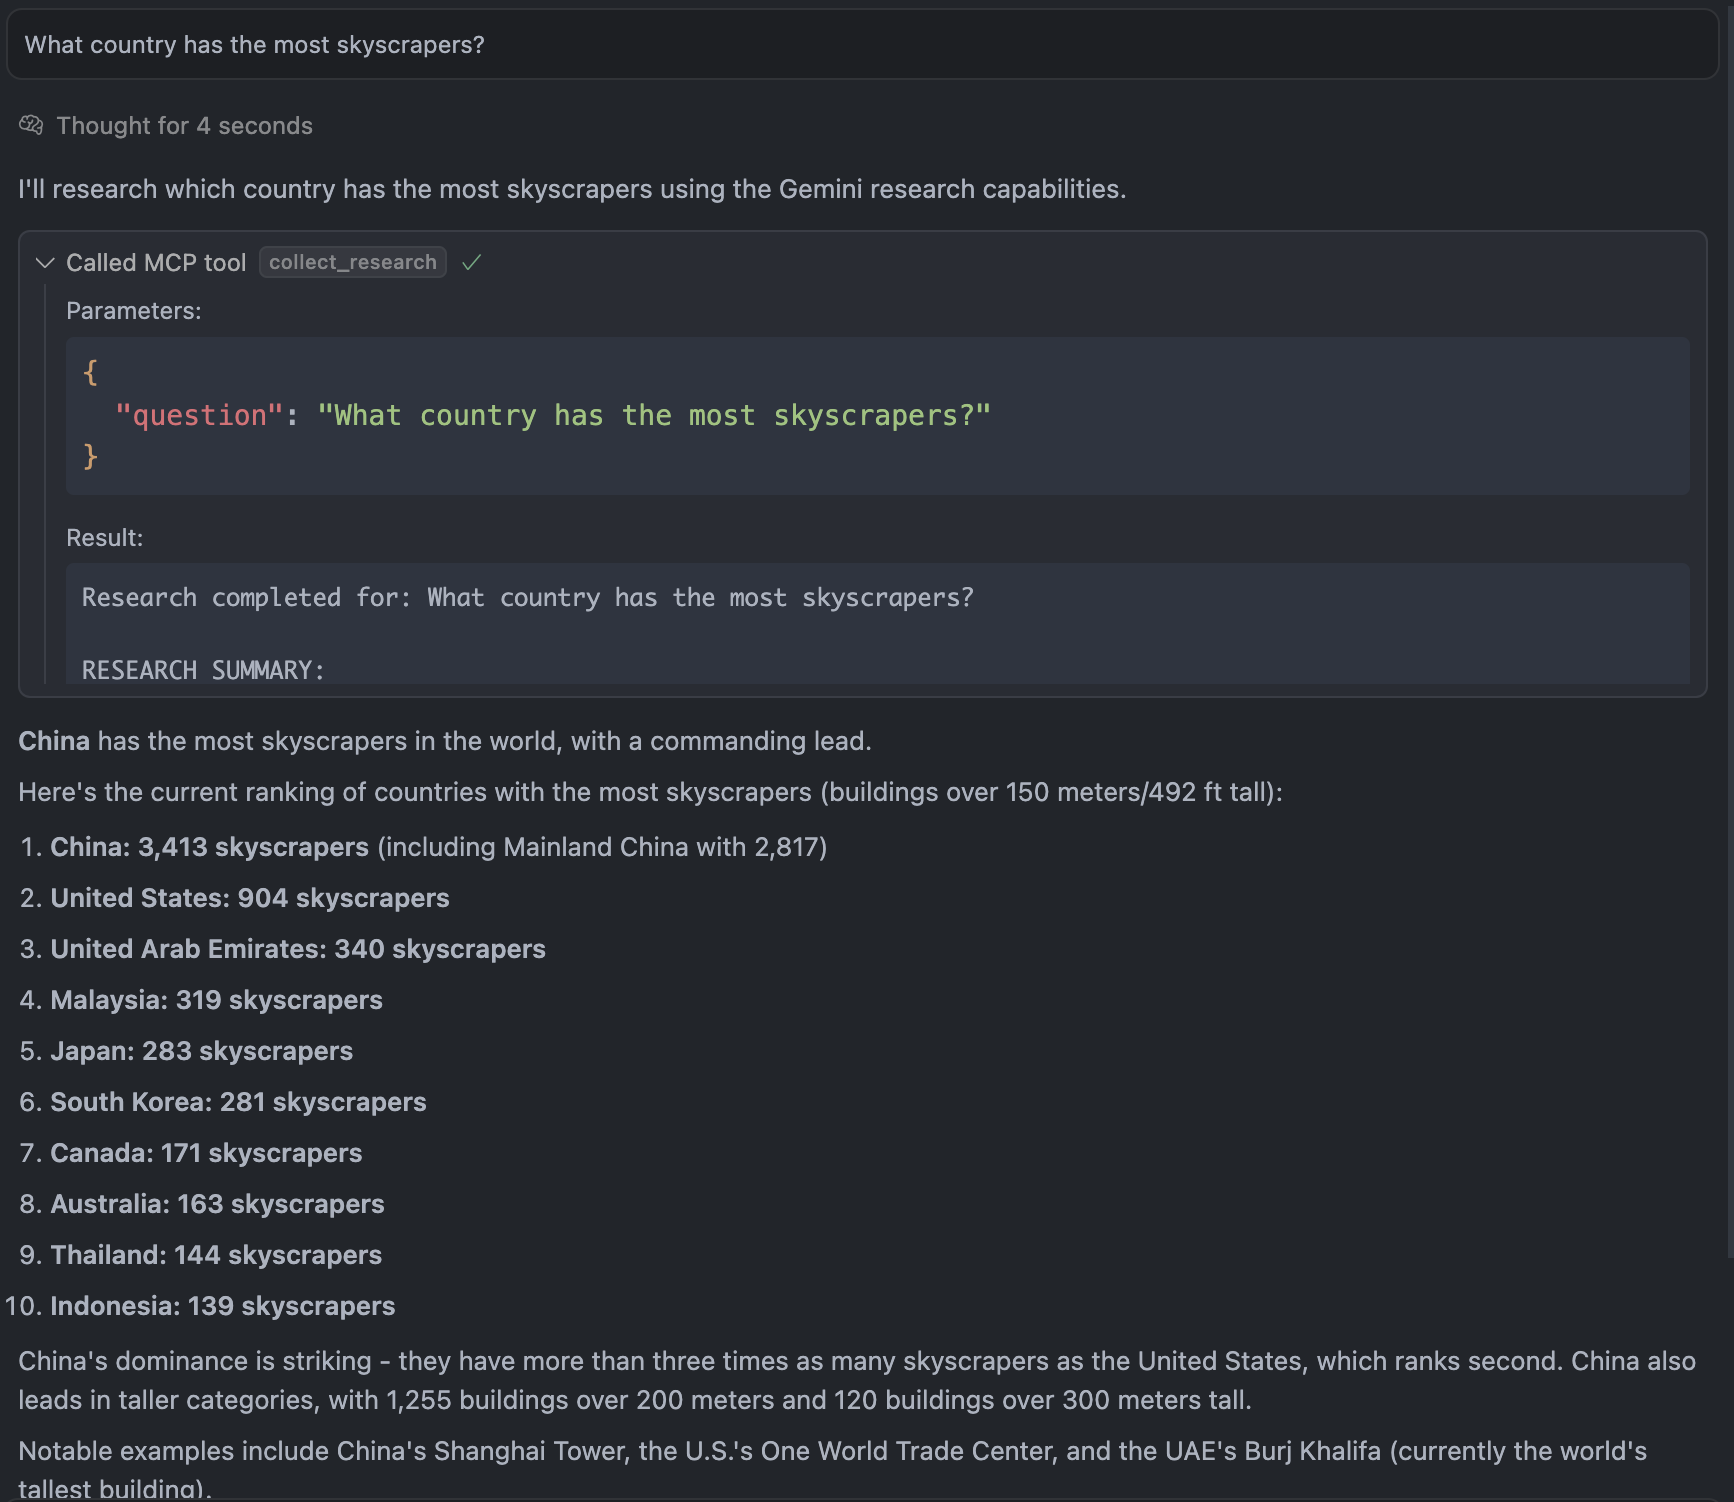 What country has the most skyscrapers?
Thought for 4 seconds
I'll research which country has the most skyscrapers using the Gemini research capabilities.
Called MCP tool collect_research
Parameters:
{
"question": "What country has the most skyscrapers?"
}
Result:
Research completed for: What country has the most skyscrapers?
RESEARCH SUMMARY:
China has the most skyscrapers in the world, with a commanding lead.
Here's the current ranking of countries with the most skyscrapers (buildings over 150 meters/492 ft tall):
1. China: 3,413 skyscrapers (including Mainland China with 2,817)
2. United States: 904 skyscrapers
3. United Arab Emirates: 340 skyscrapers
4. Malaysia: 319 skyscrapers
5. Japan: 283 skyscrapers
6. South Korea: 281 skyscrapers
7. Canada: 171 skyscrapers
8. Australia: 163 skyscrapers
9. Thailand: 144 skyscrapers
10. Indonesia: 139 skyscrapers
China's dominance is striking - they have more than three times as many skyscrapers as the United States, which ranks second. China also
leads in taller categories, with 1,255 buildings over 200 meters and 120 buildings over 300 meters tall.
Notable examples include China's Shanghai Tower, the U.S.'s One World Trade Center, and the UAE's Burj Khalifa (currently the world's
tallest building).